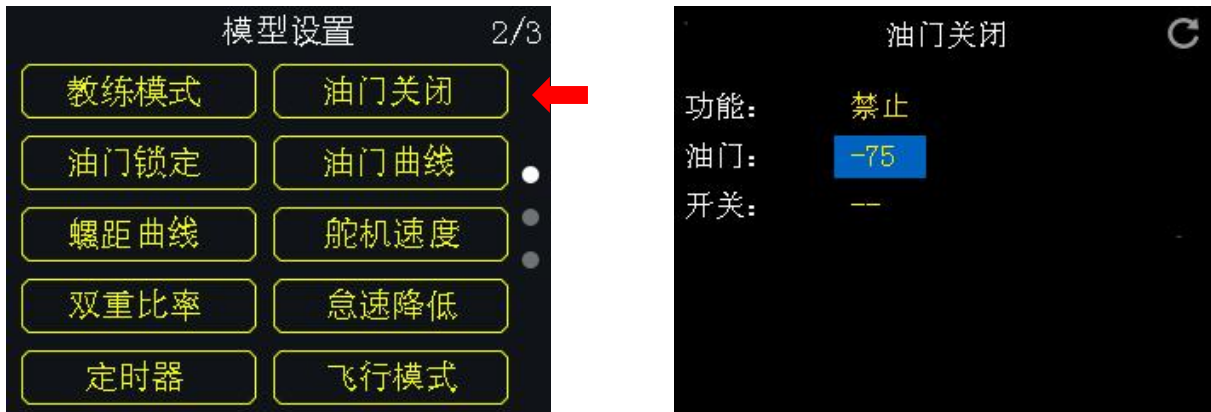 模型设置 2/3
教练模式 油门关闭
油门锁定 油门曲线
螺距曲线 舵机速度
双重比率 怠速降低
定时器 飞行模式
油门关闭
功能： 禁止
油门： -75
开关： --